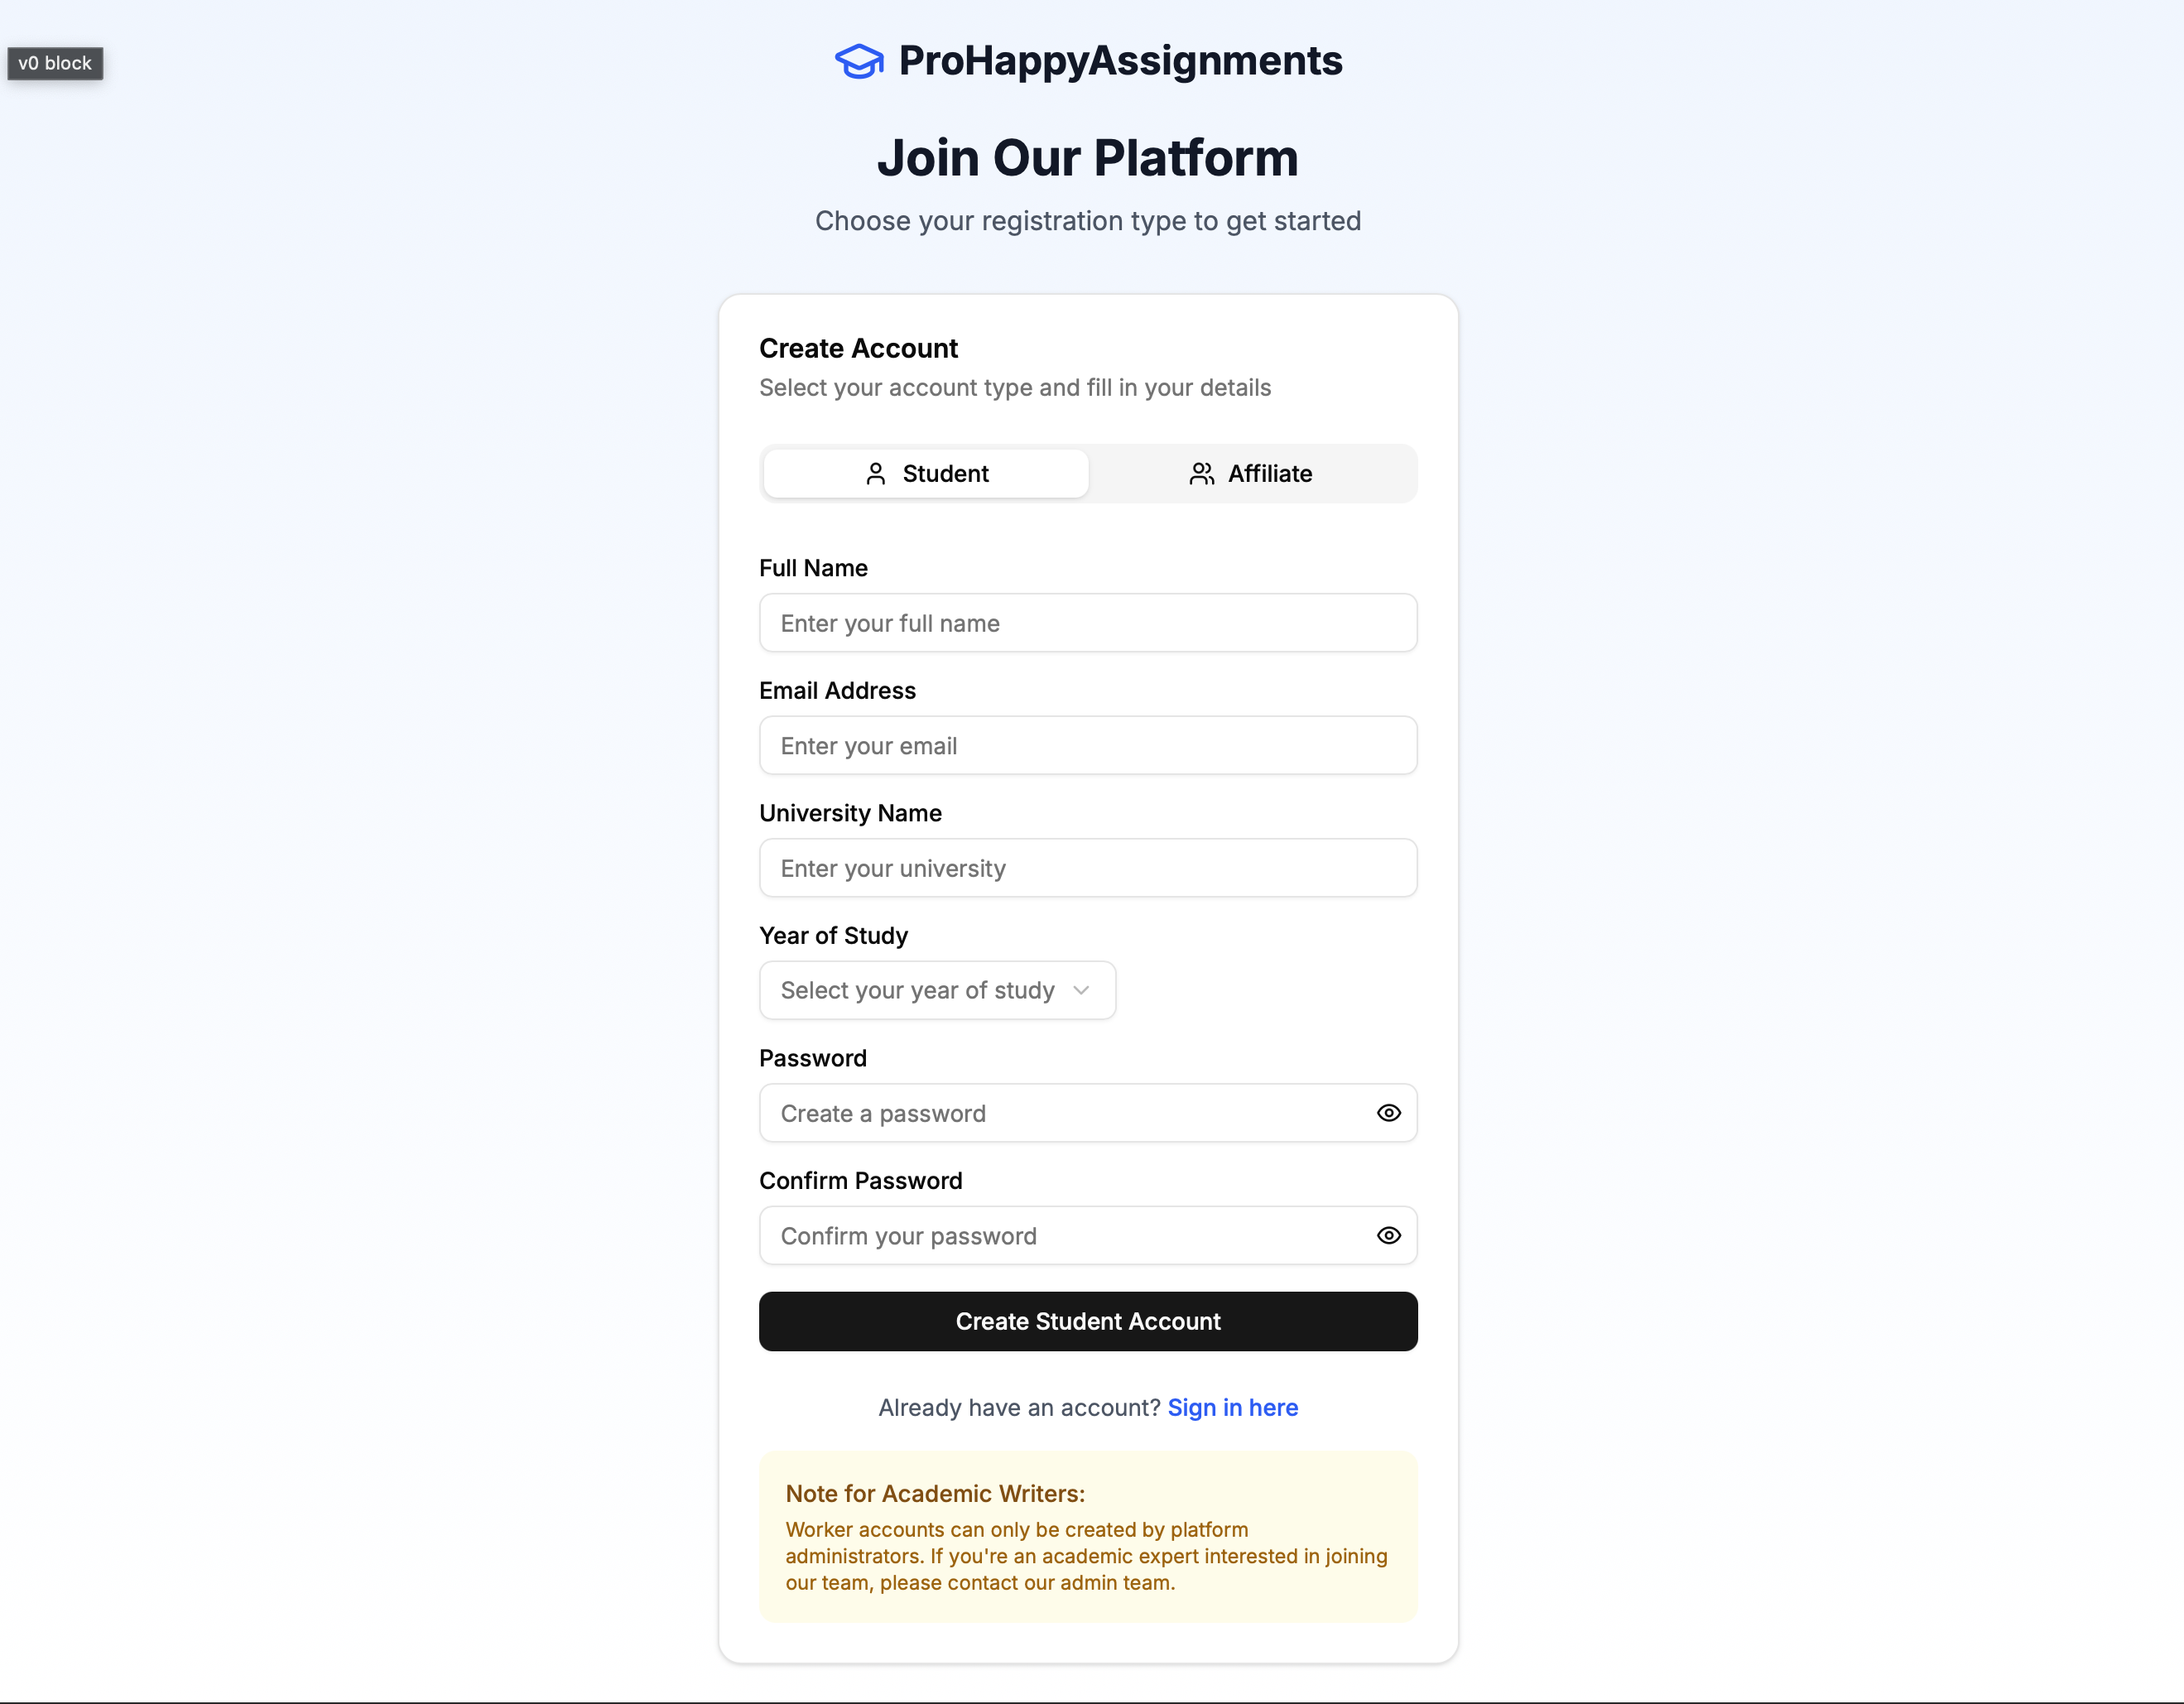 v0 block
ProHappyAssignments
Join Our Platform
Choose your registration type to get started
Create Account
Select your account type and fill in your details
Student
Affiliate
Full Name
Enter your full name
Email Address
Enter your email
University Name
Enter your university
Year of Study
Select your year of study
Password
Create a password
Confirm Password
Confirm your password
Create Student Account
Already have an account? Sign in here
Note for Academic Writers:
Worker accounts can only be created by platform
administrators. If you're an academic expert interested in joining
our team, please contact our admin team.